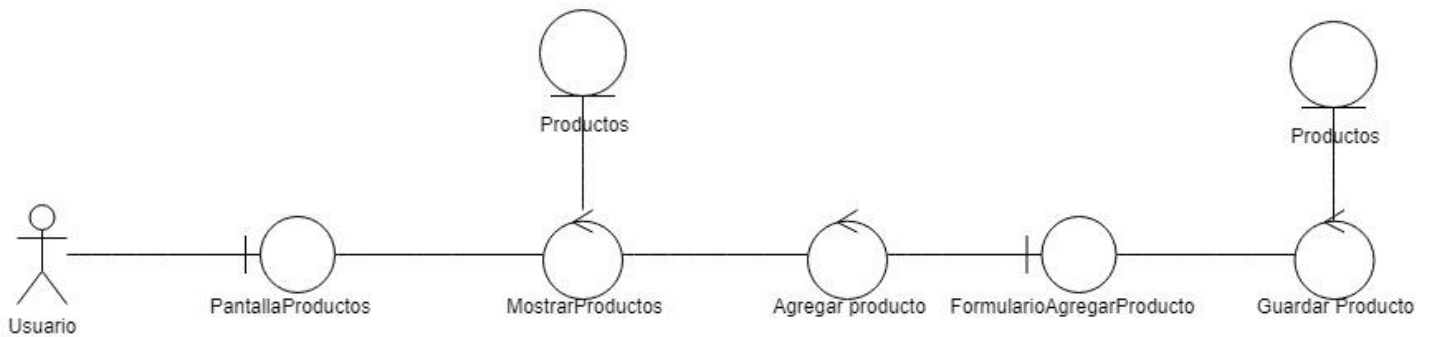 Productos
Productos
PantallaProductos
MostrarProductos
Agregar producto
FormularioAgregarProducto
Guardar Producto
Usuario